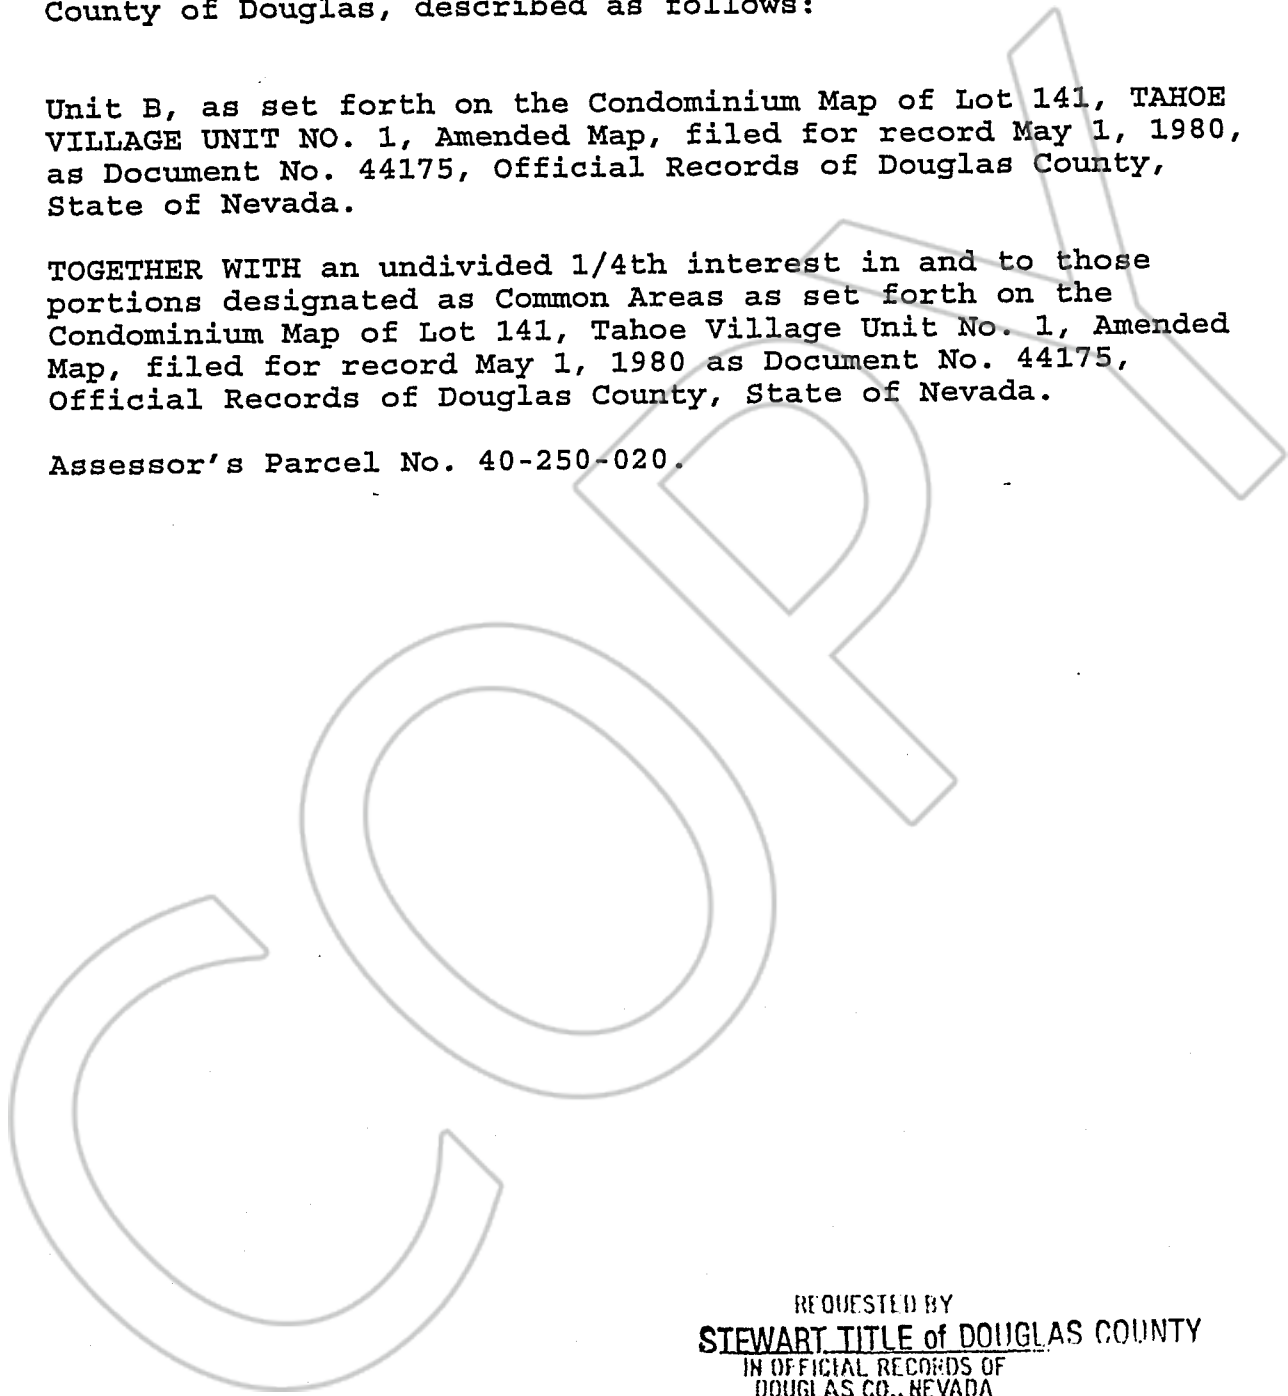 County of Douglas, described as follows:
Unit B, as set forth on the Condominium Map of Lot 141, TAHOE
VILLAGE UNIT NO. 1, Amended Map, filed for record May 1, 1980,
as Document No. 44175, Official Records of Douglas County,
State of Nevada.
TOGETHER WITH an undivided 1/4th interest in and to those
portions designated as Common Areas as set forth on the
Condominium Map of Lot 141, Tahoe Village Unit No. 1, Amended
Map, filed for record May 1, 1980 as Document No. 44175,
Official Records of Douglas County, State of Nevada.
Assessor's Parcel No. 40-250-020.
COPY
REQUESTED BY
STEWART TITLE of DOUGLAS COUNTY
IN OFFICIAL RECORDS OF
DOUGLAS CO., NEVADA